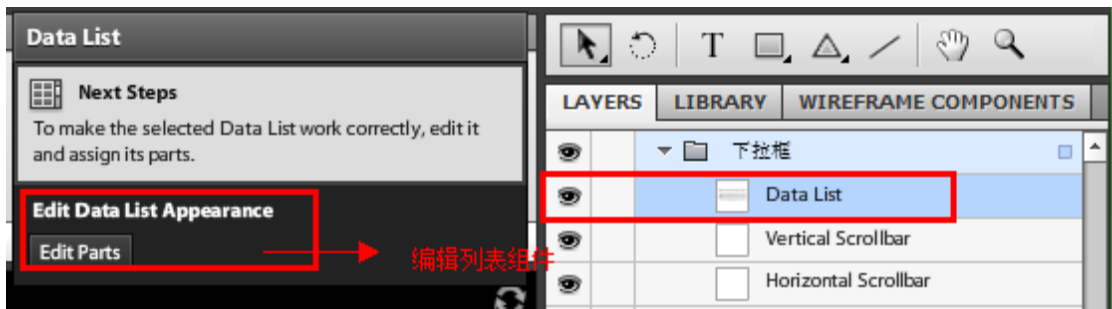 Data List
Next Steps
To make the selected Data List work correctly, edit it
and assign its parts.
Edit Data List Appearance
Edit Parts
编辑列表组件
T
LAYERS
LIBRARY
WIREFRAME COMPONENTS
下拉框
Data List
Vertical Scrollbar
Horizontal Scrollbar